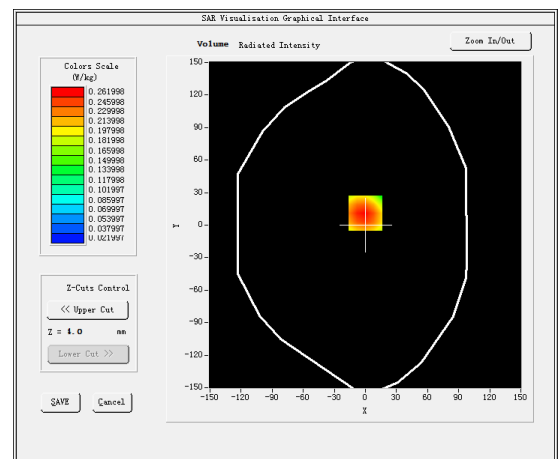 SAR Visualisation Graphical Interface
Volume Radiated Intensity
Zoom In/Out
Colors Scale
(W/kg)
0.261998
0.245998
0.229998
0.213998
0.197998
0.181998
0.165998
0.149998
0.133998
0.117998
0.101997
0.085997
0.069997
0.053997
0.037997
0.021997
Z-Cuts Control
<< Upper Cut
Z = 4.0 mm
Lower Cut >>
SAVE
Cancel
150
120
90
60
30
0
-30
-60
-90
-120
-150
Y
-150 -120 -90 -60 -30 0 30 60 90 120 150
X